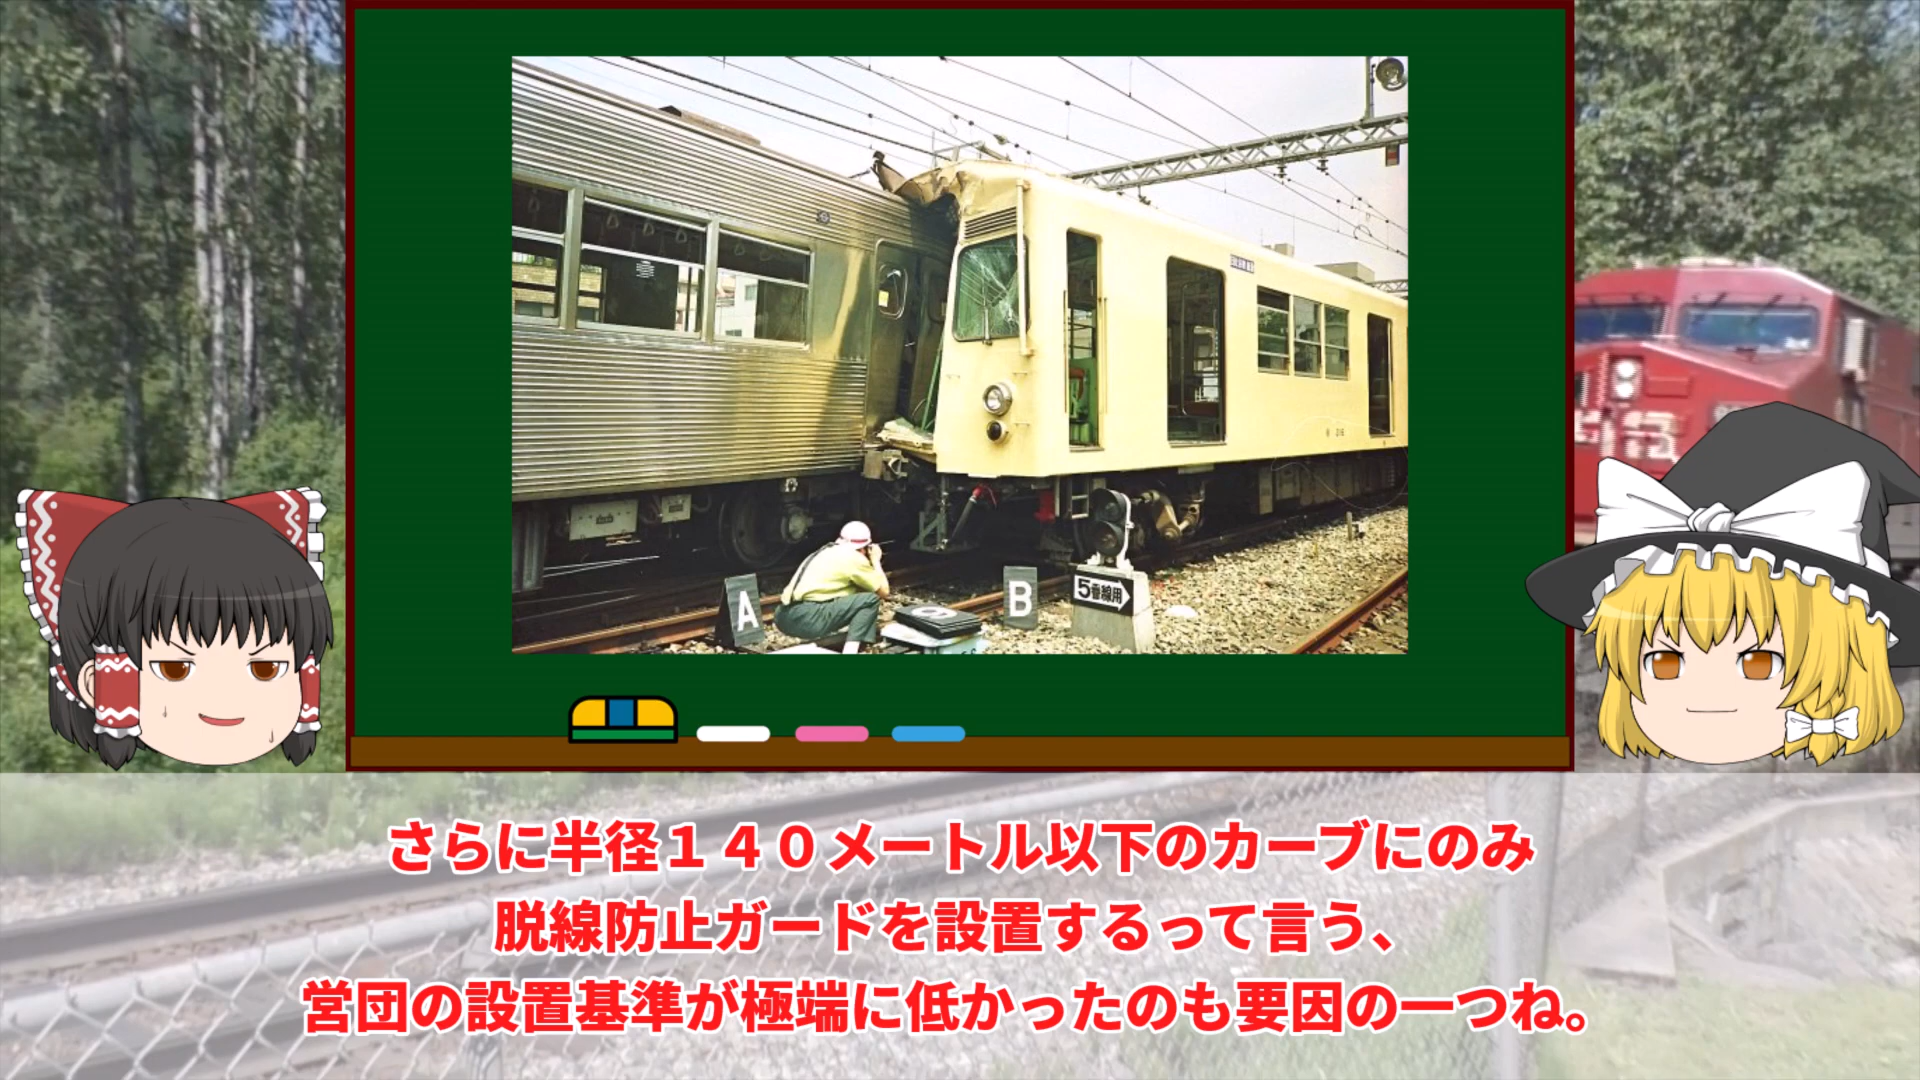 A
B
5番線用
さらに半径１４０メートル以下のカーブにのみ
脱線防止ガードを設置するって言う、
営団の設置基準が極端に低かったのも要因の一つね。